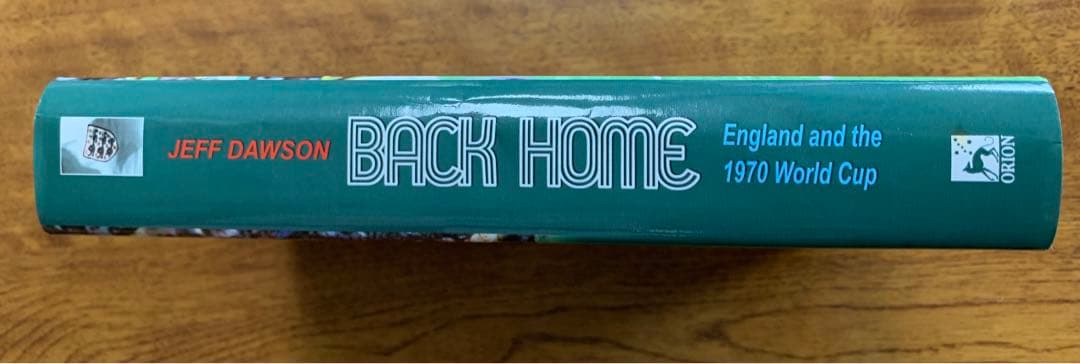 JEFF DAWSON
BACK HOME
England and the
1970 World Cup
ORION